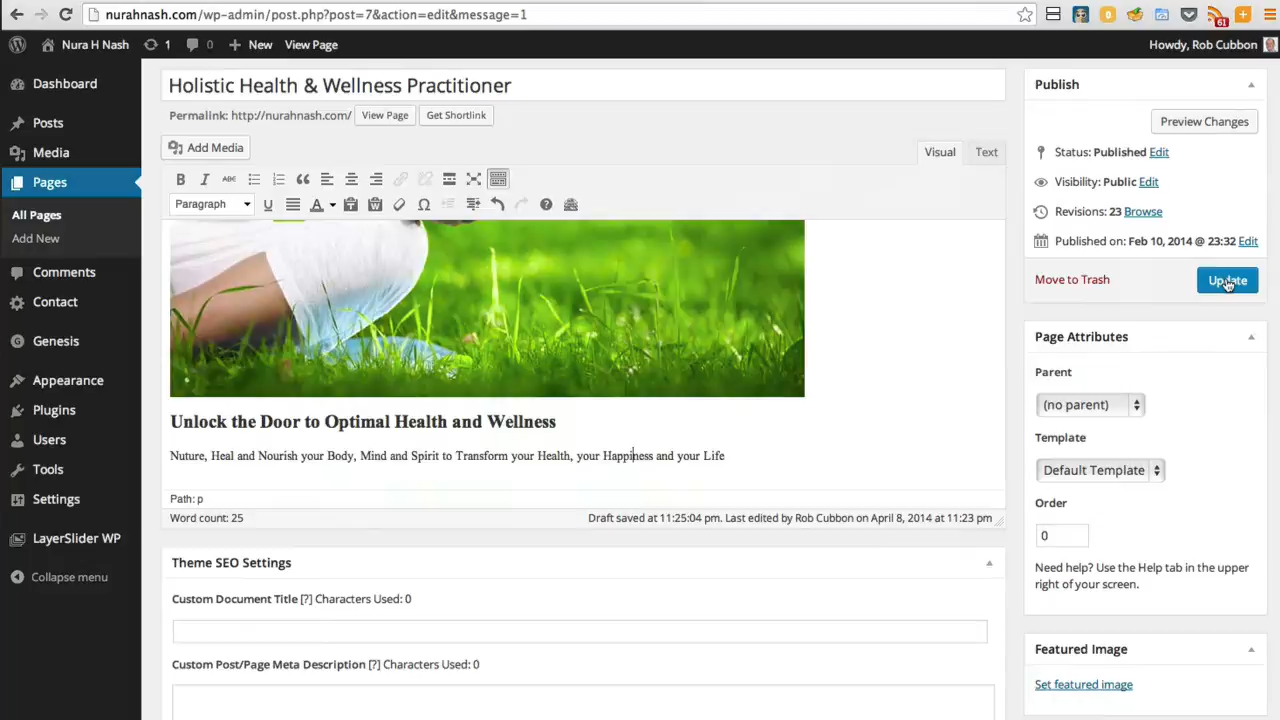 nurahnash.com/wp-admin/post.php?post=7&action=edit&message=1
61
Nura H Nash 1 0 New View Page Howdy, Rob Cubbon
Dashboard
Posts
Media
Pages
All Pages
Add New
Comments
Contact
Genesis
Appearance
Plugins
Users
Tools
Settings
LayerSlider WP
Collapse menu
Holistic Health & Wellness Practitioner
Permalink: http://nurahnash.com/ View Page Get Shortlink
Add Media
Visual Text
B I ABC
Paragraph U A
Unlock the Door to Optimal Health and Wellness
Nuture, Heal and Nourish your Body, Mind and Spirit to Transform your Health, your Happiness and your Life
Path: p
Word count: 25 Draft saved at 11:25:04 pm. Last edited by Rob Cubbon on April 8, 2014 at 11:23 pm
Theme SEO Settings
Custom Document Title [?] Characters Used: 0
Custom Post/Page Meta Description [?] Characters Used: 0
Publish
Preview Changes
Status: Published Edit
Visibility: Public Edit
Revisions: 23 Browse
Published on: Feb 10, 2014 @ 23:32 Edit
Move to Trash Update
Page Attributes
Parent
(no parent)
Template
Default Template
Order
0
Need help? Use the Help tab in the upper
right of your screen.
Featured Image
Set featured image